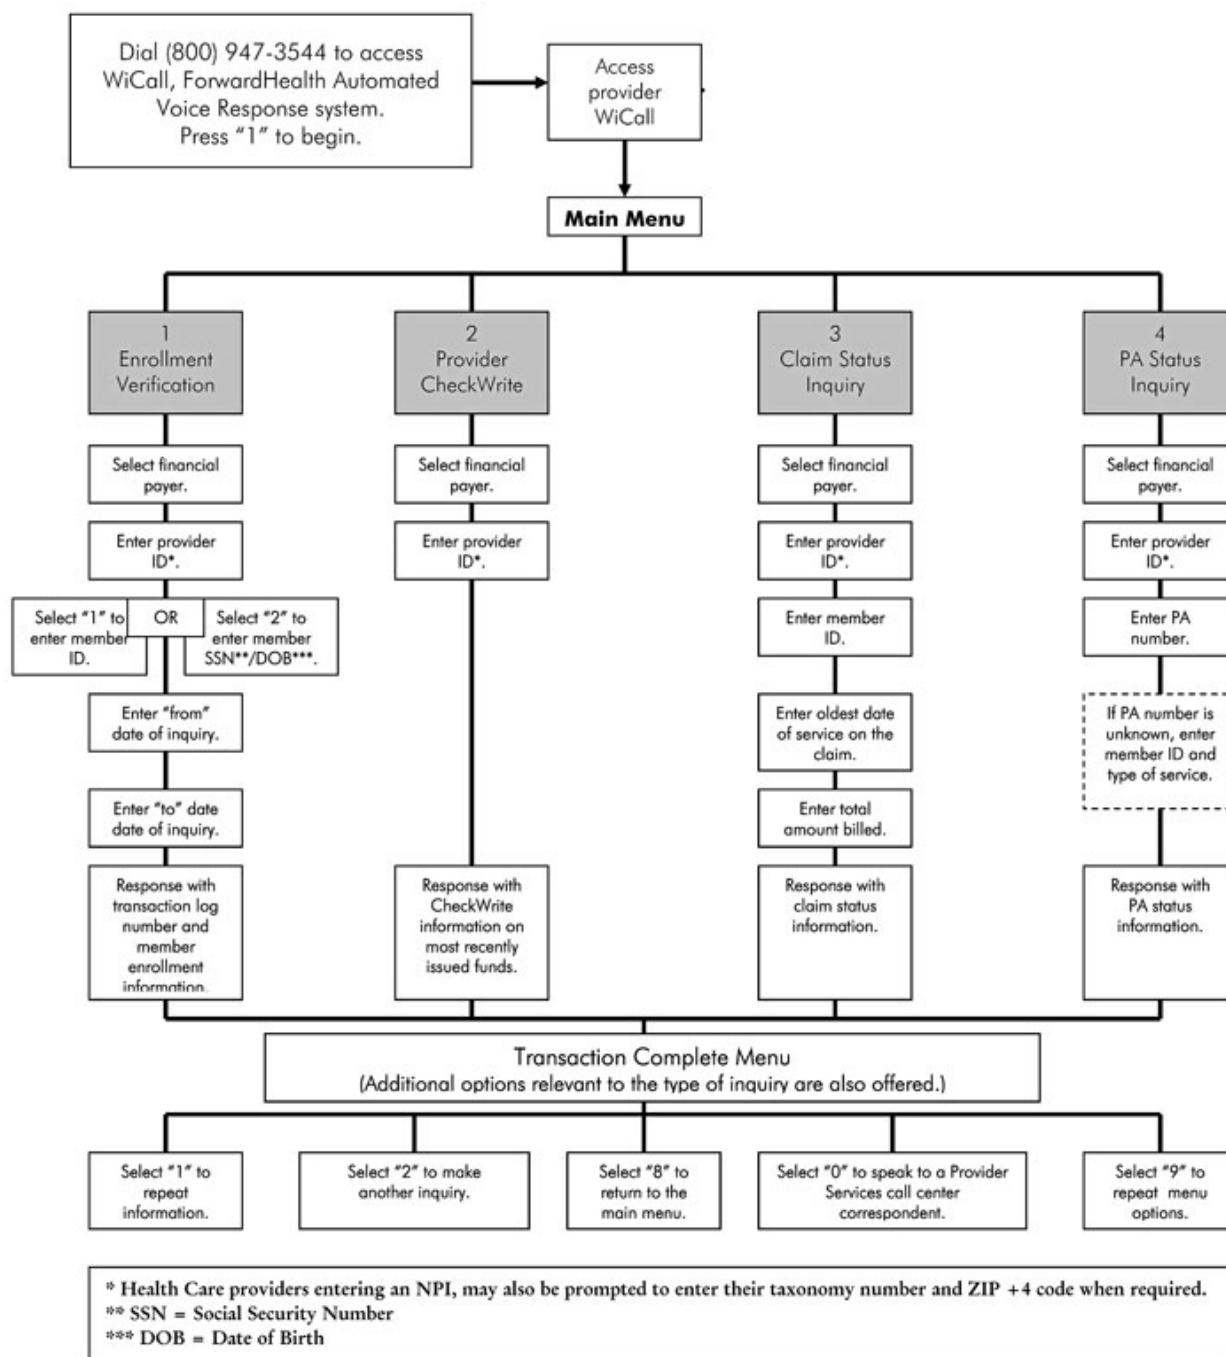 Dial (800) 947-3544 to access
WiCall, ForwardHealth Automated
Voice Response system.
Press "1" to begin.
Access
provider
WiCall
Main Menu
1
Enrollment
Verification
2
Provider
CheckWrite
3
Claim Status
Inquiry
4
PA Status
Inquiry
Select financial
payer.
Select financial
payer.
Select financial
payer.
Select financial
payer.
Enter provider
ID*.
Enter provider
ID*.
Enter provider
ID*.
Enter provider
ID*.
Select "1" to
enter member
ID.
OR
Select "2" to
enter member
SSN**/DOB***.
Enter member
ID.
Enter PA
number.
Enter "from"
date of inquiry.
Enter oldest date
of service on the
claim.
If PA number is
unknown, enter
member ID and
type of service.
Enter "to" date
date of inquiry.
Enter total
amount billed.
Response with
transaction log
number and
member
enrollment
information.
Response with
CheckWrite
information on
most recently
issued funds.
Response with
claim status
information.
Response with
PA status
information.
Transaction Complete Menu
(Additional options relevant to the type of inquiry are also offered.)
Select "1" to
repeat
information.
Select "2" to make
another inquiry.
Select "8" to
return to the
main menu.
Select "0" to speak to a Provider
Services call center
correspondent.
Select "9" to
repeat menu
options.
* Health Care providers entering an NPI, may also be prompted to enter their taxonomy number and ZIP +4 code when required.
** SSN = Social Security Number
*** DOB = Date of Birth